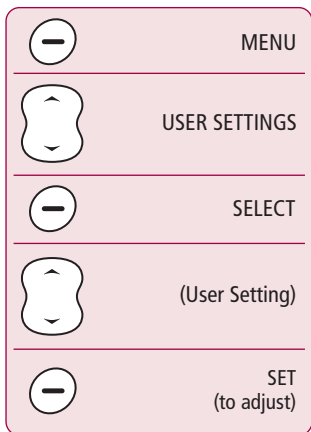 MENU
USER SETTINGS
SELECT
(User Setting)
SET
(to adjust)